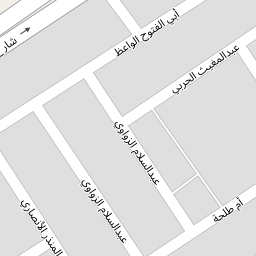 شار
أبي الفتوح الواعظ
عبدالمغيث الحربي
عبدالسلام الزواوي
عبدالسلام الزواوي
المنذر الأنصاري
أم طلحة